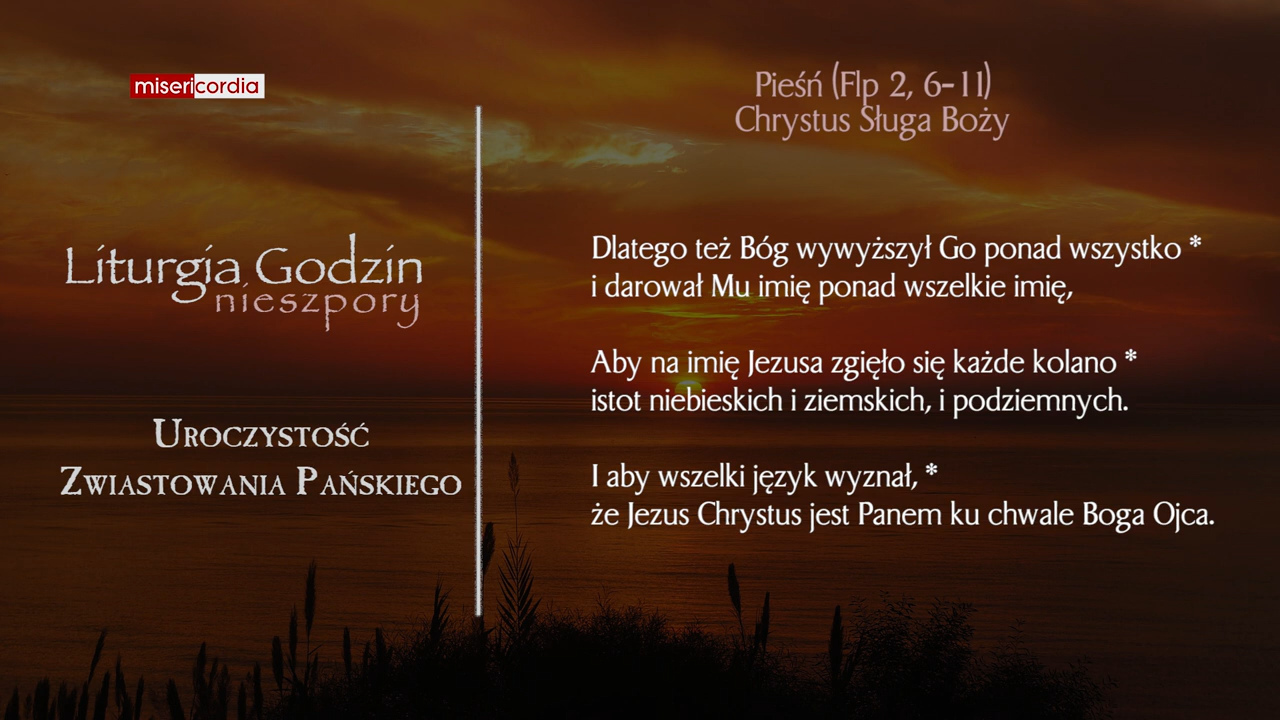 misericordia
Liturgia Godzin
nieszpory
Uroczystość
Zwiastowania Pańskiego
Pieśń (Flp 2, 6-11)
Chrystus Sługa Boży
Dlatego też Bóg wywyższył Go ponad wszystko *
i darował Mu imię ponad wszelkie imię,
Aby na imię Jezusa zgięło się każde kolano *
istot niebieskich i ziemskich, i podziemnych.
I aby wszelki język wyznał, *
że Jezus Chrystus jest Panem ku chwale Boga Ojca.